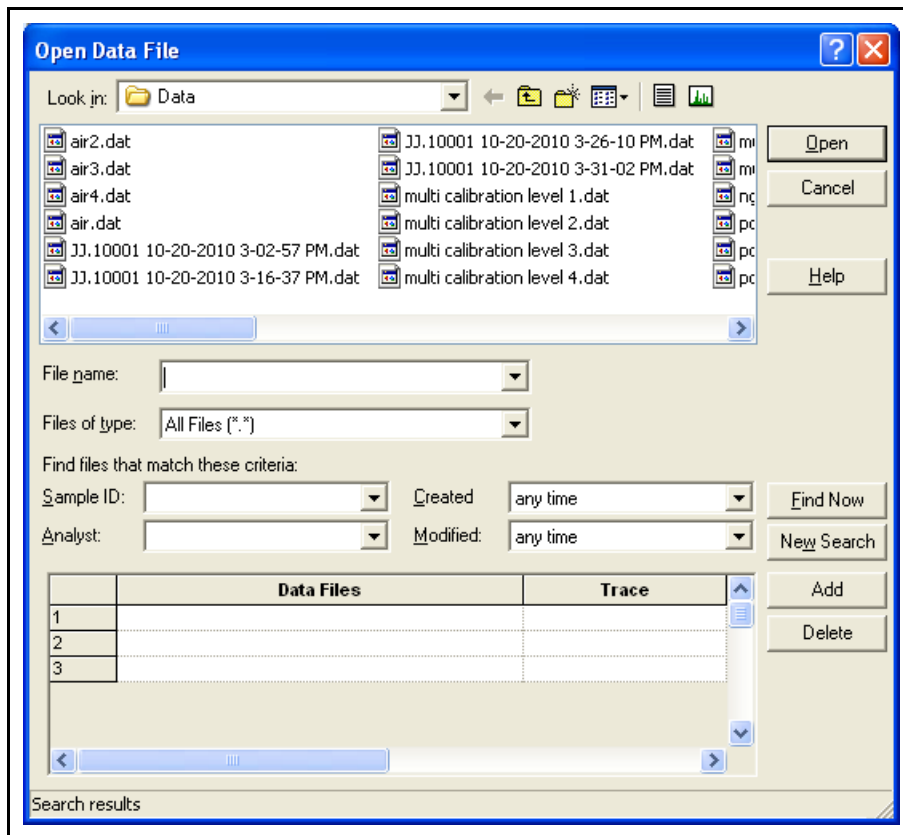 Open Data File
Look in: Data
air2.dat
air3.dat
air4.dat
air.dat
JJ.10001 10-20-2010 3-02-57 PM.dat
JJ.10001 10-20-2010 3-16-37 PM.dat
JJ.10001 10-20-2010 3-26-10 PM.dat
JJ.10001 10-20-2010 3-31-02 PM.dat
multi calibration level 1.dat
multi calibration level 2.dat
multi calibration level 3.dat
multi calibration level 4.dat
Open
Cancel
Help
File name:
Files of type: All Files (*.*)
Find files that match these criteria:
Sample ID:
Created any time
Find Now
Analyst:
Modified: any time
New Search
Data Files Trace
1
2
3
Add
Delete
Search results